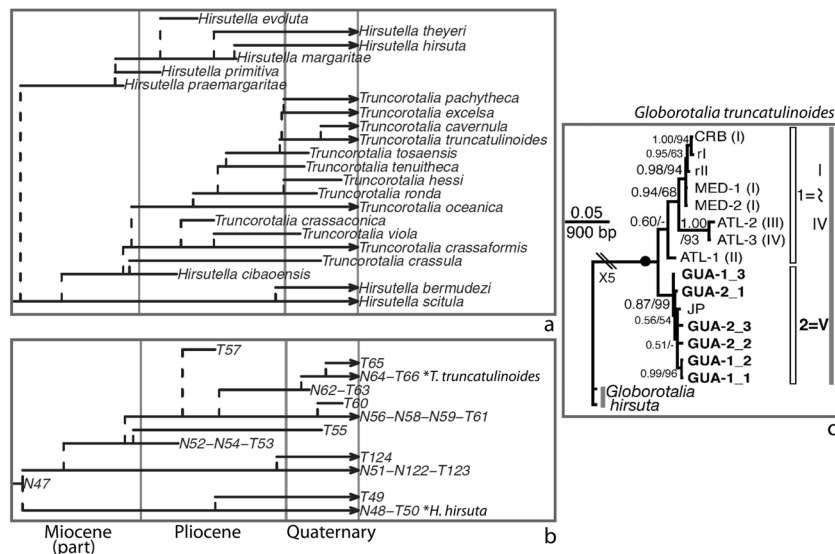 Hirsutella evoluta
Hirsutella theyeri
Hirsutella hirsuta
Hirsutella margaritae
Hirsutella primitiva
Hirsutella praemargaritae
Truncorotalia pachytheca
Truncorotalia excelsa
Truncorotalia cavernula
Truncorotalia truncatulinoides
Truncorotalia tosaensis
Truncorotalia tenuitheca
Truncorotalia hessi
Truncorotalia ronda
Truncorotalia oceanica
Truncorotalia crassaconica
Truncorotalia viola
Truncorotalia crassaformis
Truncorotalia crassula
Hirsutella cibaoensis
Hirsutella bermudezi
Hirsutella scitula
a
T57
T65
N64-T66 *T. truncatulinoides
N62-T63
T60
N56-N58-N59-T61
T55
N52-N54-T53
T124
N51-N122-T123
N47
T49
N48-T50 *H. hirsuta
Miocene
(part)
Pliocene
Quaternary
b
Globorotalia truncatulinoides
1.00/94
CRB (I)
0.95/63
rI
0.98/94
rII
0.94/68
MED-1 (I)
MED-2 (I)
I
1=~
IV
0.05
900 bp
0.60/-
1.00
/93
ATL-2 (III)
ATL-3 (IV)
ATL-1 (II)
X5
GUA-1_3
GUA-2_1
0.87/99
JP
0.56/54
GUA-2_3
2=V
0.51/-
GUA-2_2
GUA-1_2
0.99/96
GUA-1_1
Globorotalia
hirsuta
c